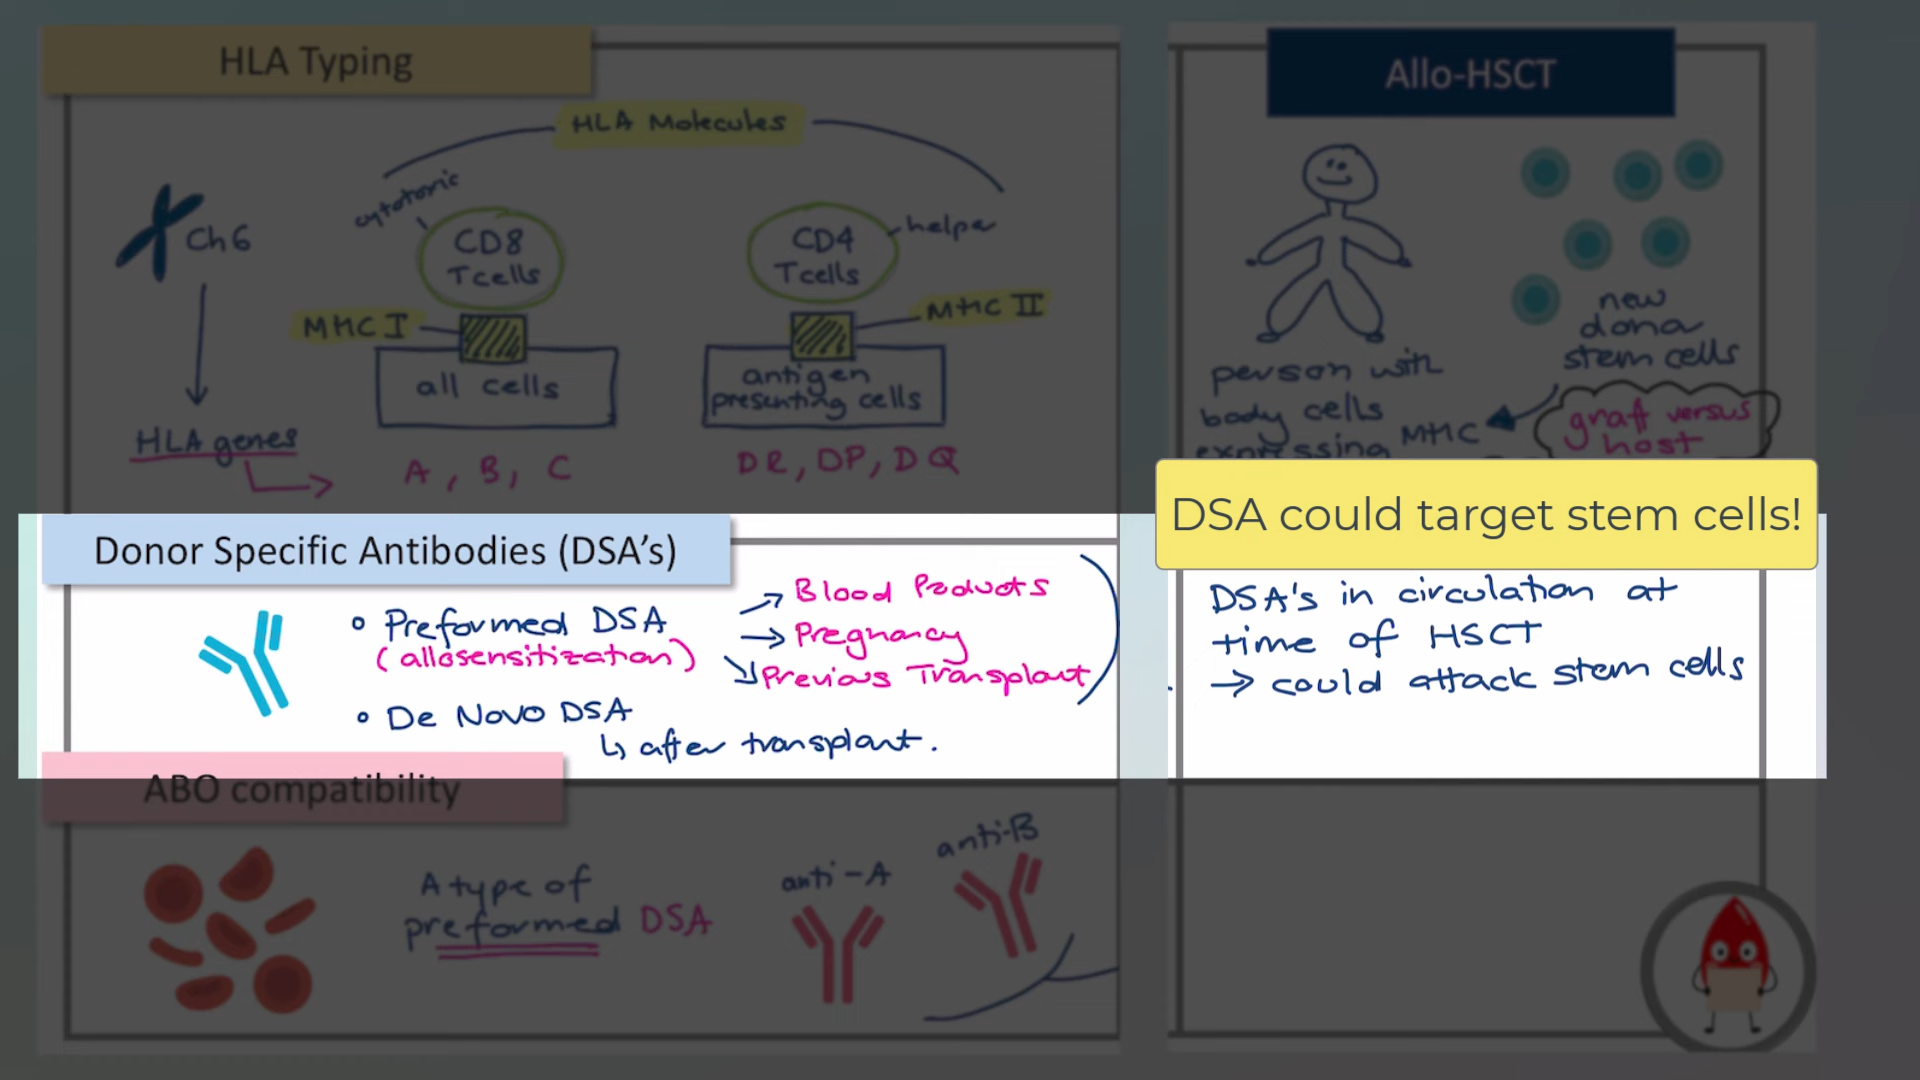 HLA Typing
HLA Molecules
cytotoxic
CD8
Tcells
CD4
Tcells
helper
Ch6
MHC I
MHC II
all cells
antigen
presenting cells
HLA genes
A, B, C
DR, DP, DQ
Allo-HSCT
new
dona
stem cells
person with
body cells
expressing MHC
graft versus
host
DSA could target stem cells!
Donor Specific Antibodies (DSA's)
Preformed DSA
(allosensitization)
Blood Products
Pregnancy
Previous Transplant
De Novo DSA
after transplant.
DSA's in circulation at
time of HSCT
→ could attack stem cells
ABO compatibility
A type of
preformed DSA
anti-A
anti-B